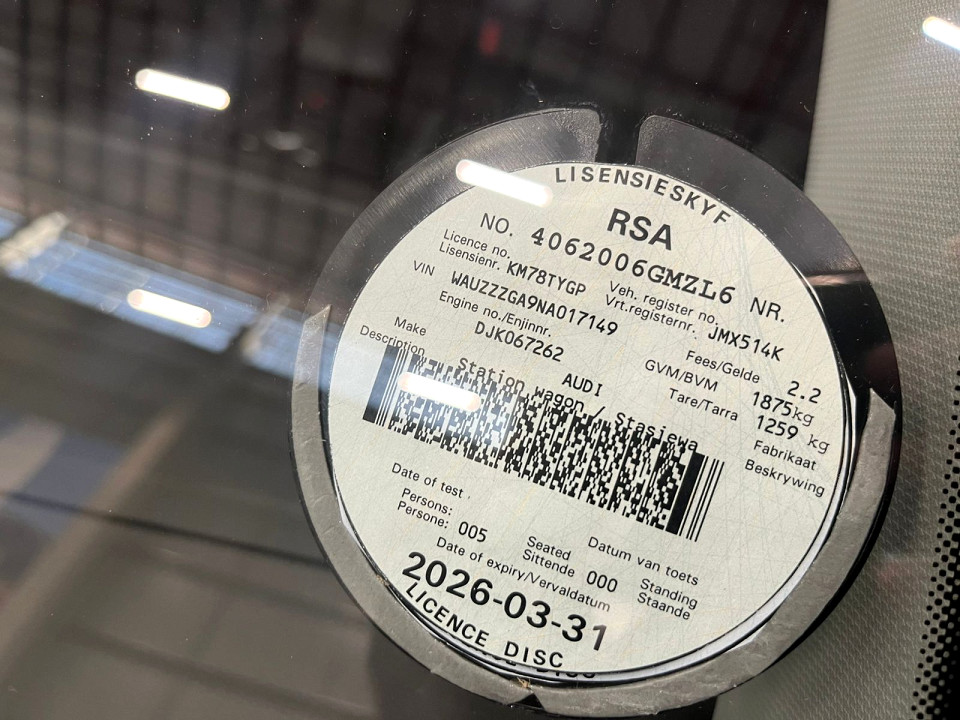 LISENSIESKYF
RSA
NO. 4062006GMZL6 NR.
Licence no. Veh. register no.
Lisensienr. KM78TYGP Vrt.registernr. JMX514K
VIN WAUZZZGA9NA017149 Fees/Gelde 2.2
Engine no./Enjinnr. GVM/BVM 1875kg
DJK067262 Tare/Tarra 1259 kg
Make AUDI Fabrikaat
Description Station wagon / Stasiewa Beskrywing
Date of test Datum van toets
Persons: Seated Standing
Persone: 005 Sittende 000 Staande
Date of expiry/Vervaldatum
2026-03-31
LICENCE DISC